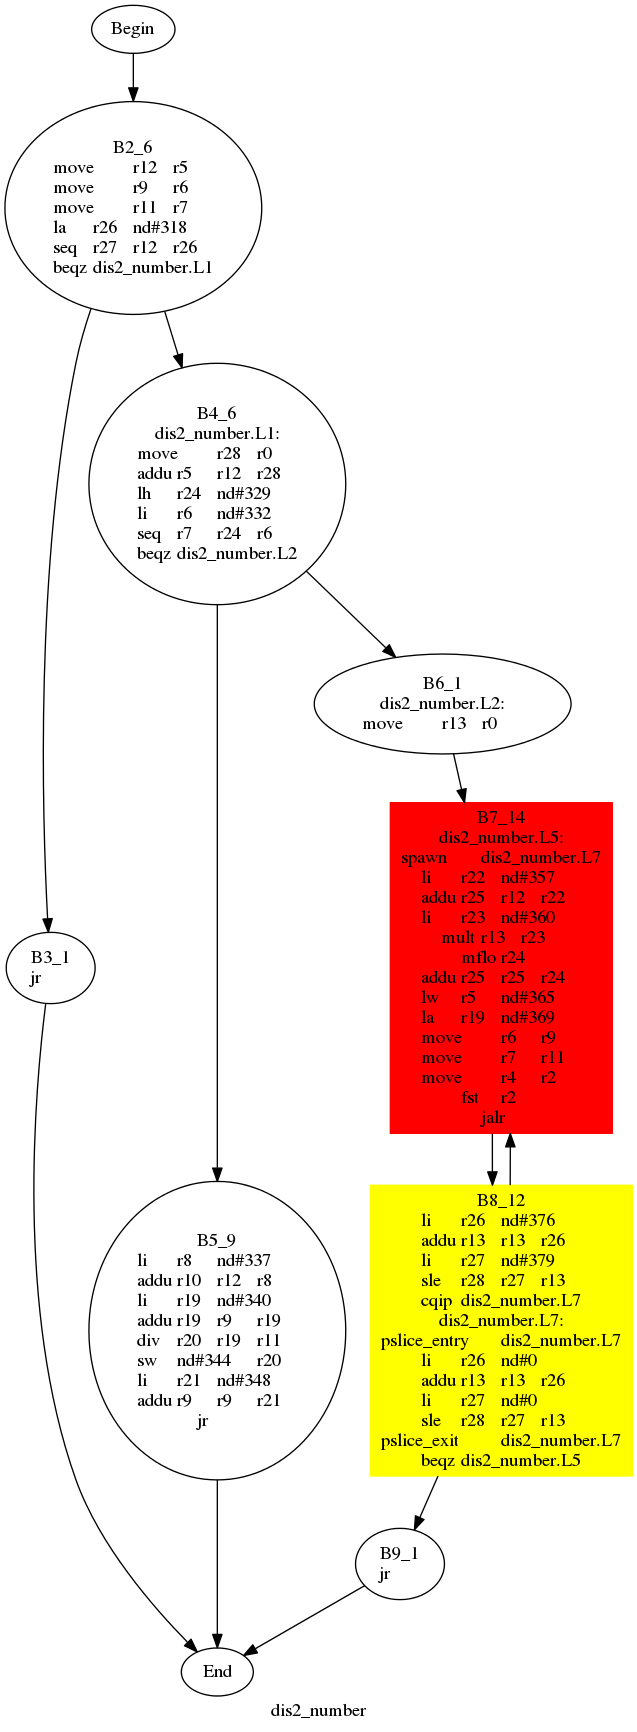 Begin
B2_6
move r12 r5
move r9 r6
move r11 r7
la r26 nd#318
seq r27 r12 r26
beqz dis2_number.L1
B4_6
dis2_number.L1:
move r28 r0
addu r5 r12 r28
lh r24 nd#329
li r6 nd#332
seq r7 r24 r6
beqz dis2_number.L2
B6_1
dis2_number.L2:
move r13 r0
B7_14
dis2_number.L5:
spawn dis2_number.L7
li r22 nd#357
addu r25 r12 r22
li r23 nd#360
mult r13 r23
mflo r24
addu r25 r25 r24
lw r5 nd#365
la r19 nd#369
move r6 r9
move r7 r11
move r4 r2
fst r2
jalr
B3_1
jr
B8_12
li r26 nd#376
addu r13 r13 r26
li r27 nd#379
sle r28 r27 r13
cqip dis2_number.L7
dis2_number.L7:
pslice_entry dis2_number.L7
li r26 nd#0
addu r13 r13 r26
li r27 nd#0
sle r28 r27 r13
pslice_exit dis2_number.L7
beqz dis2_number.L5
B5_9
li r8 nd#337
addu r10 r12 r8
li r19 nd#340
addu r19 r9 r19
div r20 r19 r11
sw nd#344 r20
li r21 nd#348
addu r9 r9 r21
jr
B9_1
jr
End
dis2_number